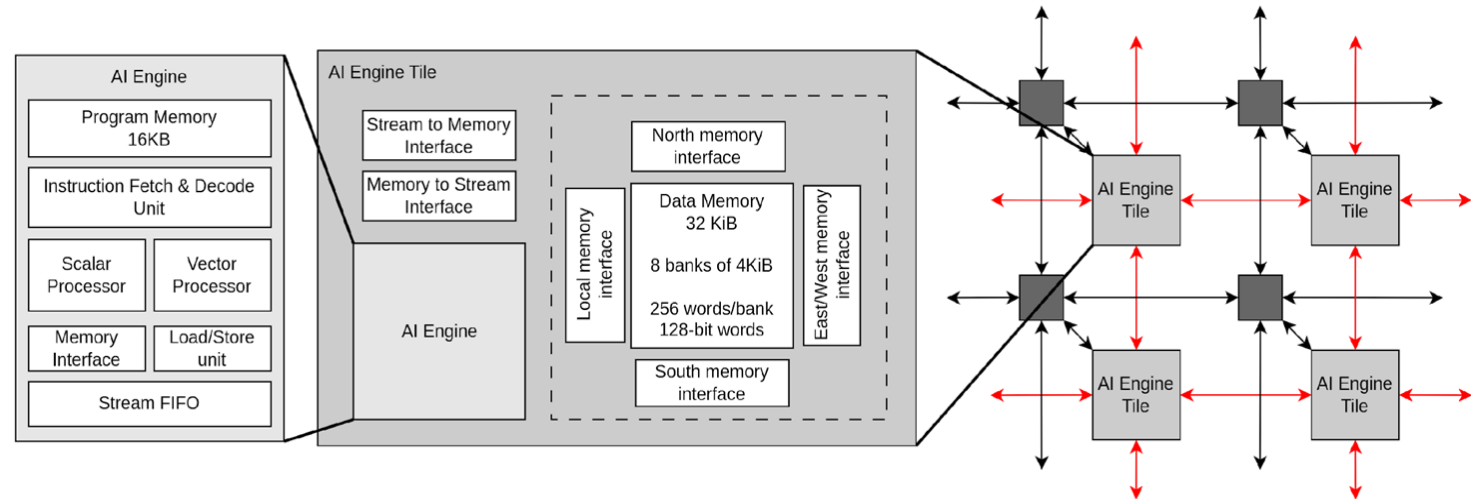 AI Engine
Program Memory
16KB
Instruction Fetch & Decode
Unit
Scalar
Processor
Vector
Processor
Memory
Interface
Load/Store
unit
Stream FIFO
AI Engine Tile
Stream to Memory
Interface
Memory to Stream
Interface
AI Engine
North memory
interface
Local memory
interface
Data Memory
32 KiB
8 banks of 4KiB
256 words/bank
128-bit words
East/West memory
interface
South memory
interface
AI Engine
Tile
AI Engine
Tile
AI Engine
Tile
AI Engine
Tile